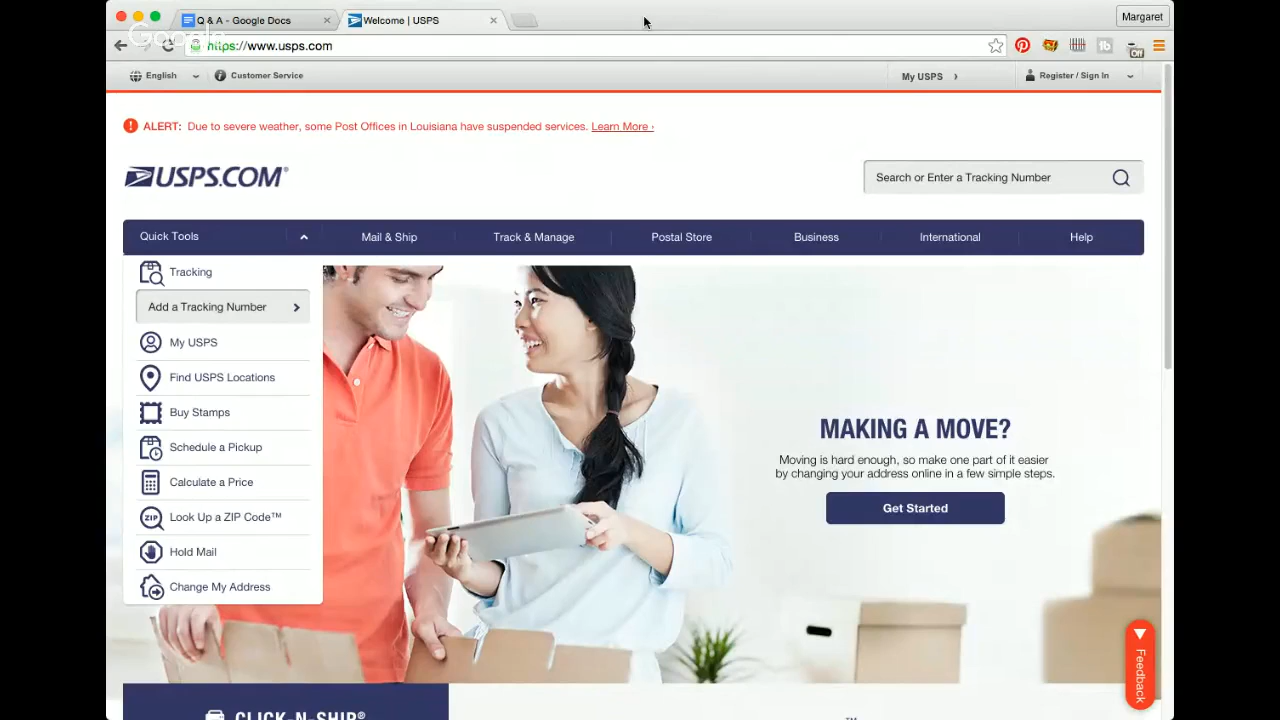 Q & A - Google Docs
Welcome | USPS
Margaret
Google
https://www.usps.com
Off
English
Customer Service
My USPS
Register / Sign In
ALERT: Due to severe weather, some Post Offices in Louisiana have suspended services. Learn More ›
USPS.COM®
Search or Enter a Tracking Number
Quick Tools
Mail & Ship
Track & Manage
Postal Store
Business
International
Help
Tracking
Add a Tracking Number
My USPS
Find USPS Locations
Buy Stamps
Schedule a Pickup
Calculate a Price
ZIP
Look Up a ZIP Code™
Hold Mail
Change My Address
MAKING A MOVE?
Moving is hard enough, so make one part of it easier
by changing your address online in a few simple steps.
Get Started
Feedback
CLICK-N-SHIP®